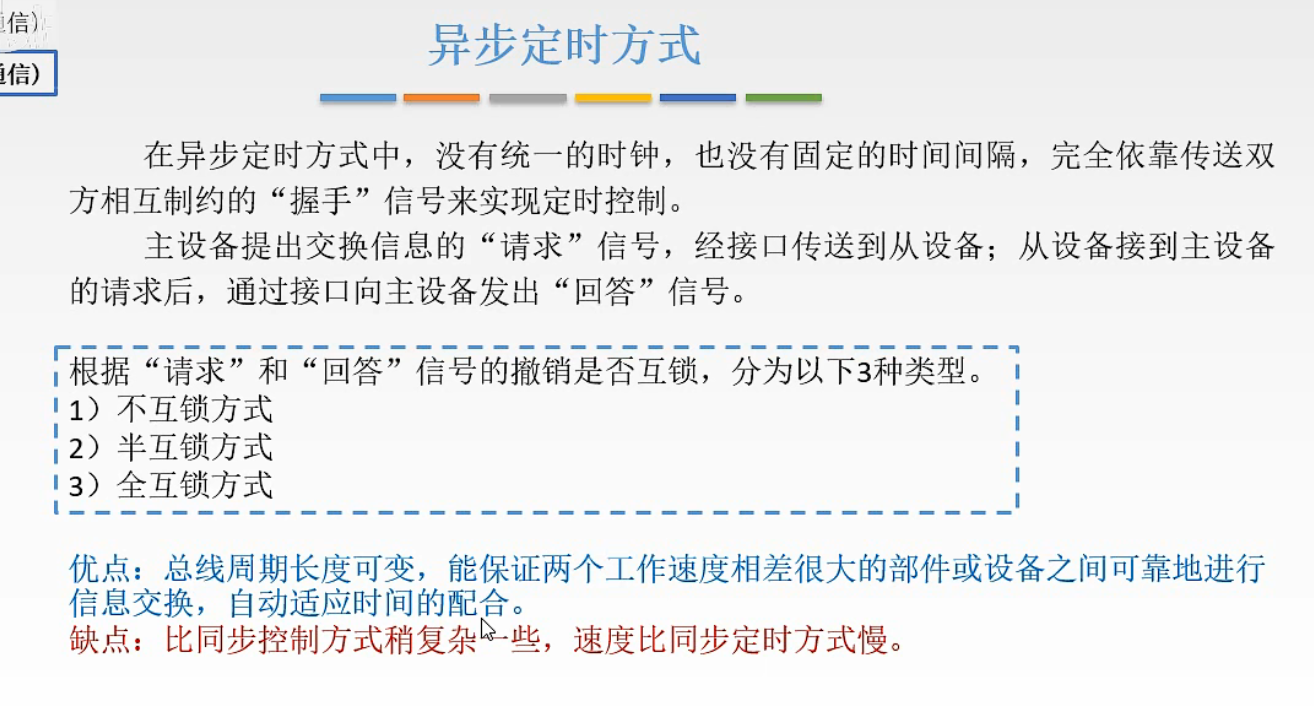 信）
通信）
异步定时方式
在异步定时方式中，没有统一的时钟，也没有固定的时间间隔，完全依靠传送双
方相互制约的“握手”信号来实现定时控制。
主设备提出交换信息的“请求”信号，经接口传送到从设备；从设备接到主设备
的请求后，通过接口向主设备发出“回答”信号。
根据“请求”和“回答”信号的撤销是否互锁，分为以下3种类型。
1）不互锁方式
2）半互锁方式
3）全互锁方式
优点：总线周期长度可变，能保证两个工作速度相差很大的部件或设备之间可靠地进行
信息交换，自动适应时间的配合。
缺点：比同步控制方式稍复杂一些，速度比同步定时方式慢。